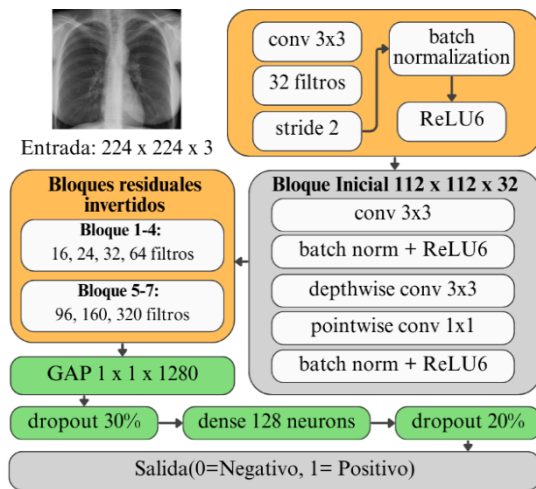 Entrada: 224 x 224 x 3
conv 3x3
32 filtros
stride 2
batch
normalization
ReLU6
Bloque Inicial 112 x 112 x 32
conv 3x3
batch norm + ReLU6
depthwise conv 3x3
pointwise conv 1x1
batch norm + ReLU6
Bloques residuales
invertidos
Bloque 1-4:
16, 24, 32, 64 filtros
Bloque 5-7:
96, 160, 320 filtros
GAP 1 x 1 x 1280
dropout 30%
dense 128 neurons
dropout 20%
Salida(0=Negativo, 1= Positivo)